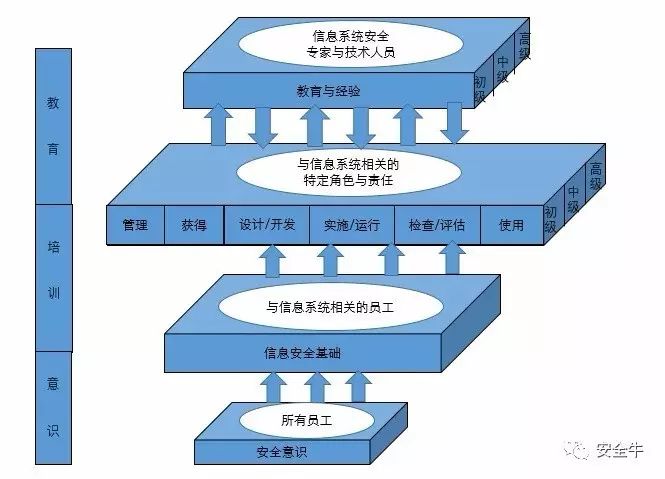 信息系统安全
专家与技术人员
教育与经验
初级
中级
高级
教育
与信息系统相关的
特定角色与责任
管理
获得
设计/开发
实施/运行
检查/评估
使用
初级
中级
高级
培训
与信息系统相关的员工
信息安全基础
意识
所有员工
安全意识
安全牛